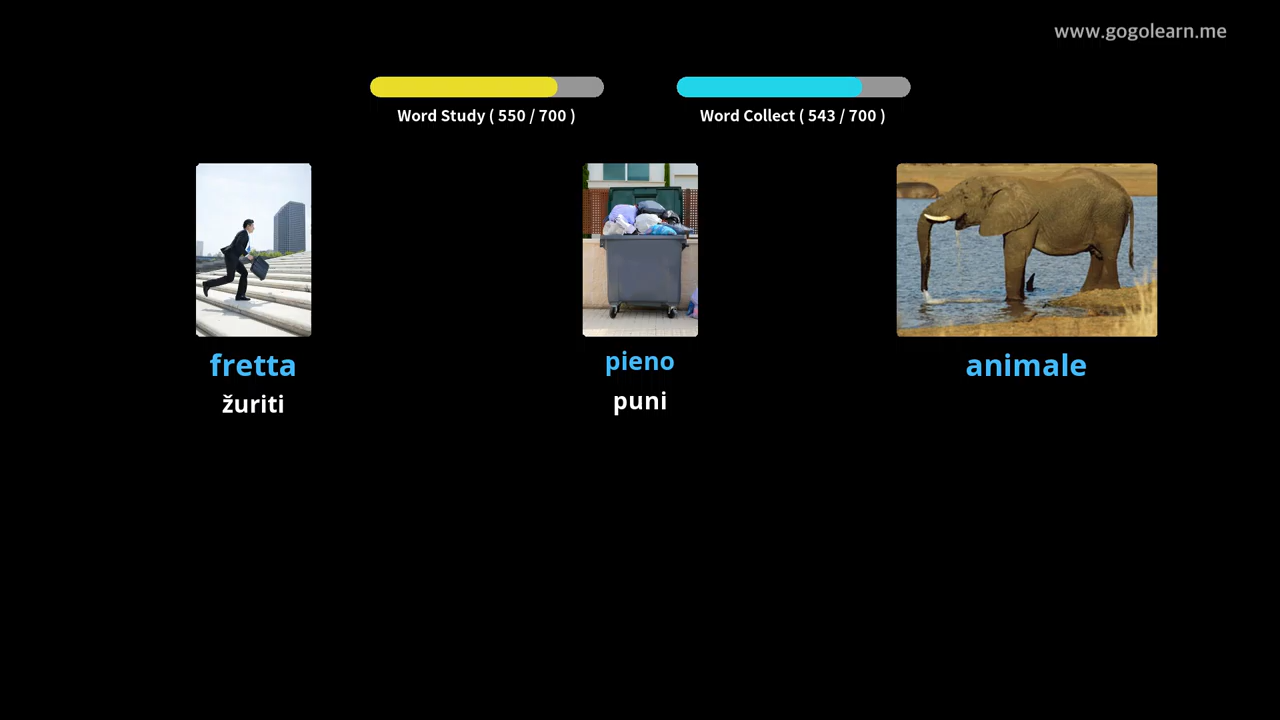 www.gogolearn.me
Word Study ( 550 / 700 )
Word Collect ( 543 / 700 )
fretta
žuriti
pieno
puni
animale